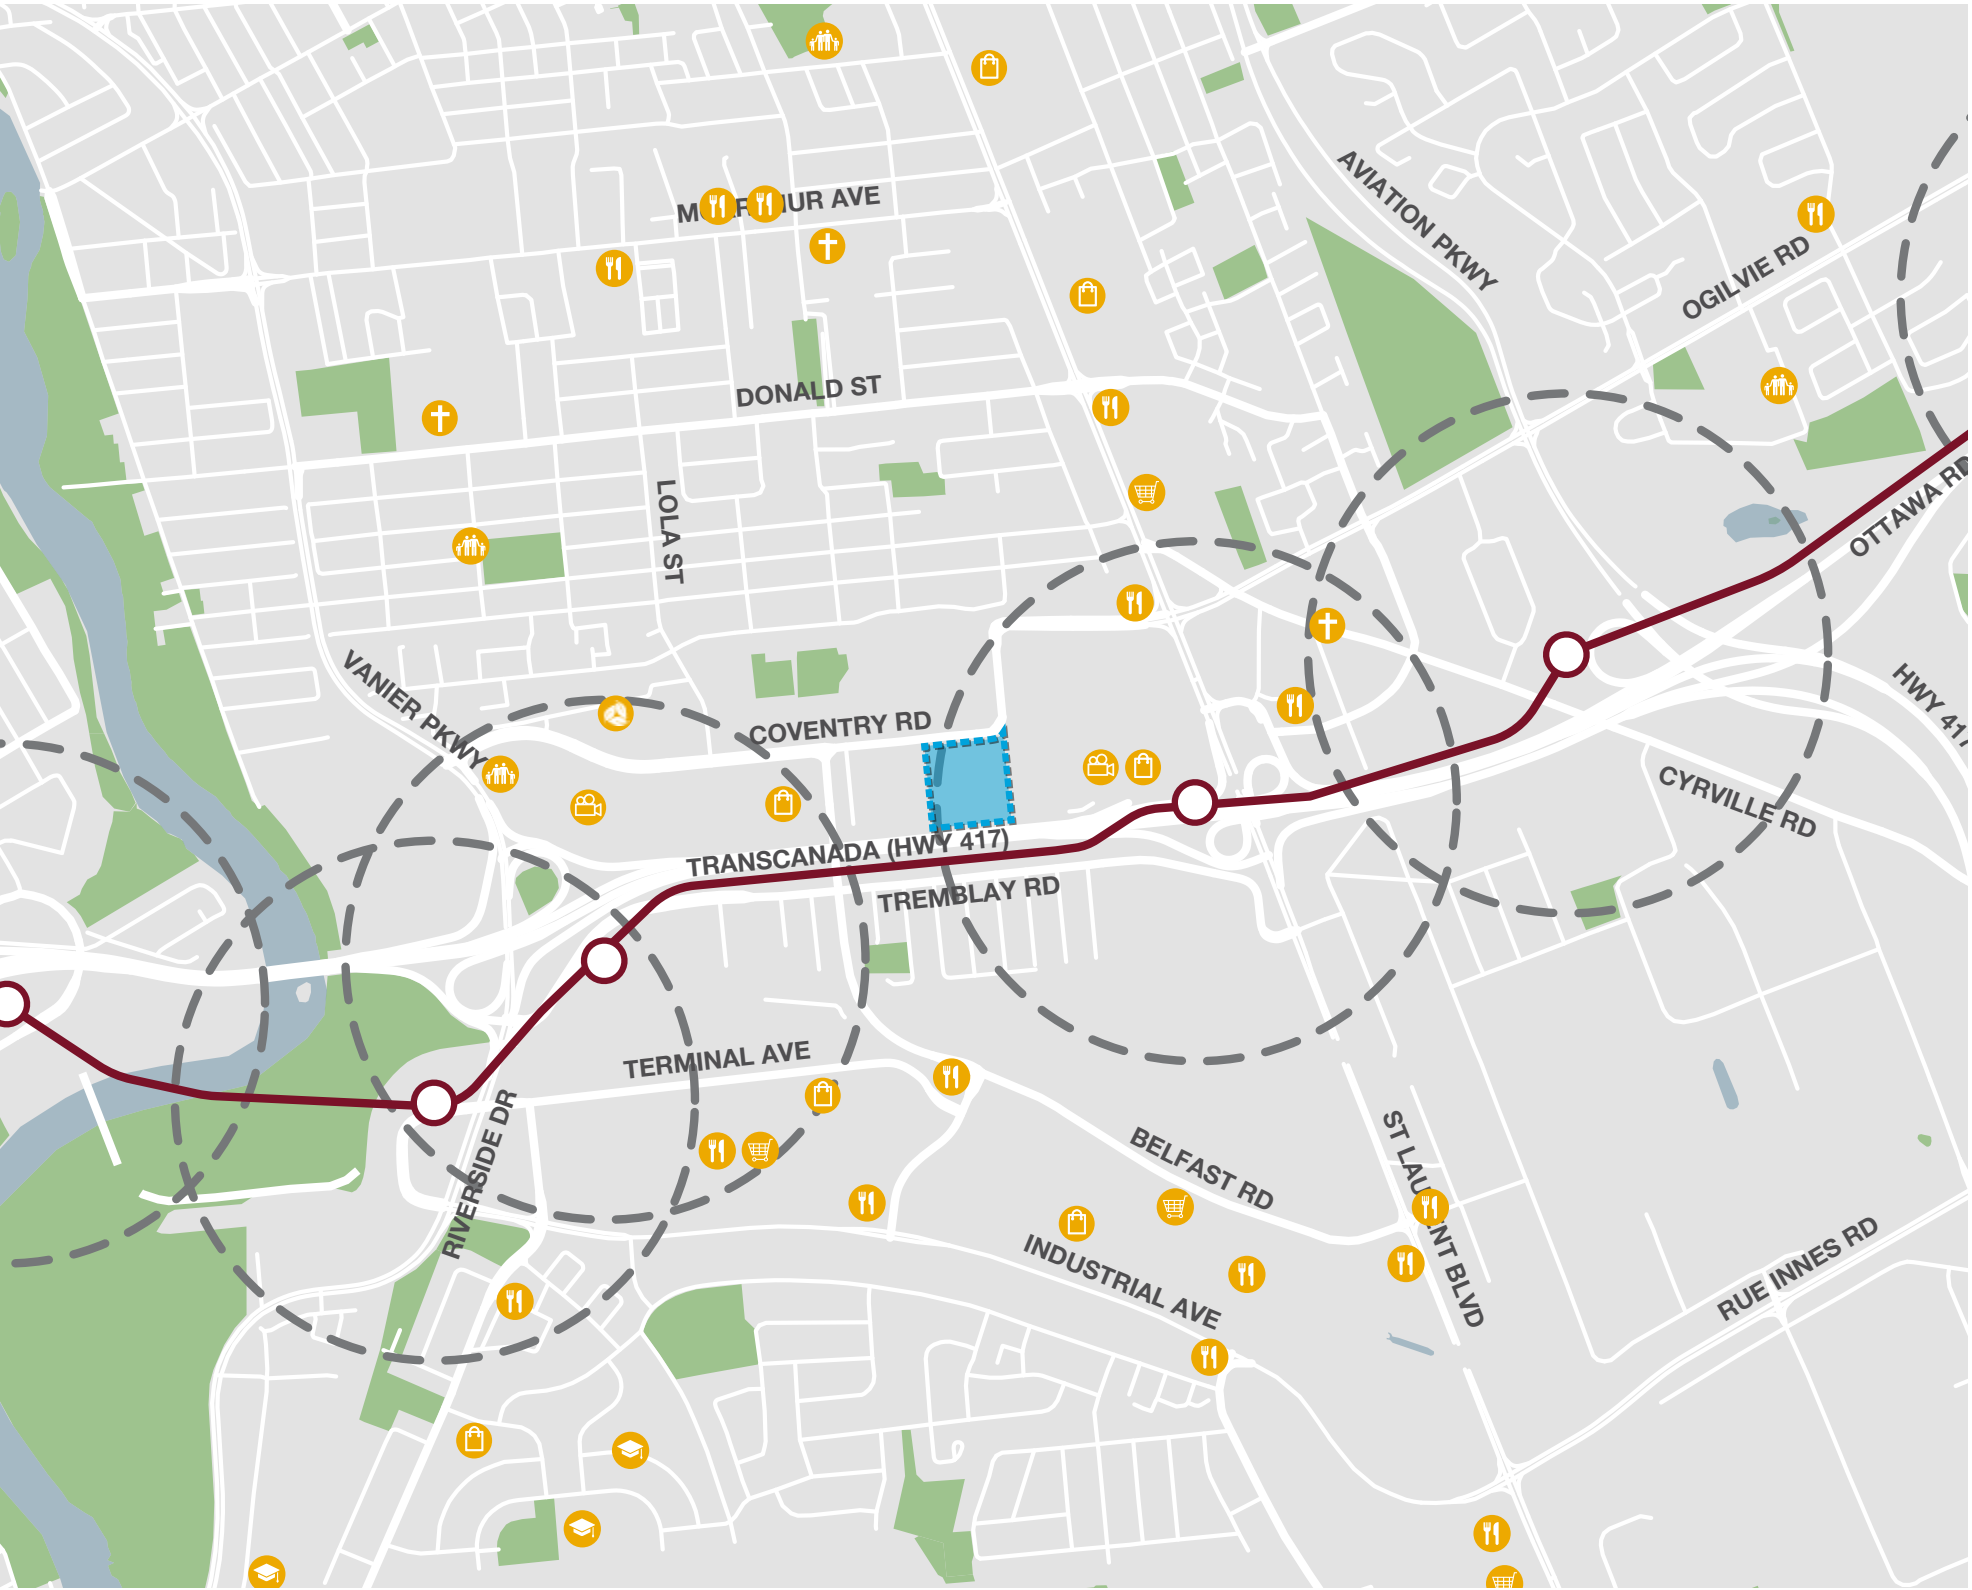 AVIATION PKWY
OGILVIE RD
AVE
DONALD ST
LOLA ST
OTTAWA RD
VANIER PKWY
COVENTRY RD
HWY 417
CYRVILLE RD
TRANSCANADA (HWY 417)
TREMBLAY RD
TERMINAL AVE
RIVERSIDE DR
BELFAST RD
ST BLVD
INDUSTRIAL AVE
RUE INNES RD